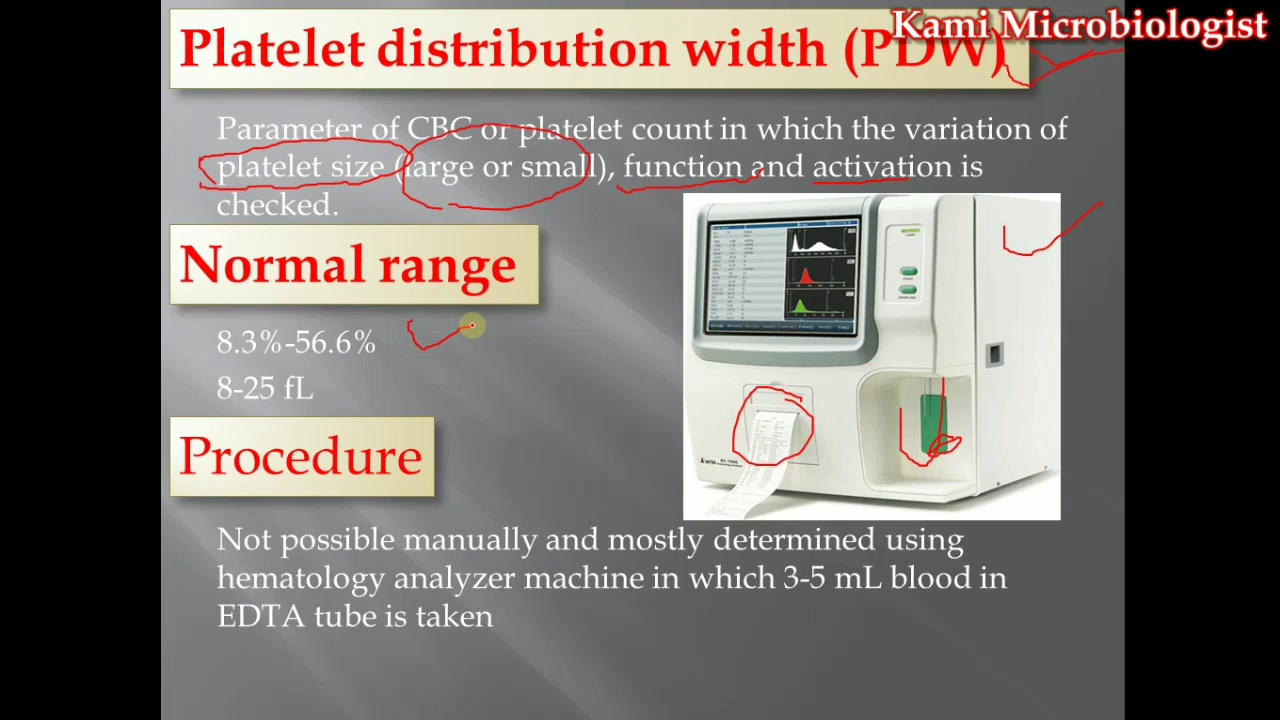 Kami Microbiologist
Platelet distribution width (PDW)
Parameter of CBC or platelet count in which the variation of
platelet size (large or small), function and activation is
checked.
Normal range
8.3%-56.6%
8-25 fL
Procedure
Not possible manually and mostly determined using
hematology analyzer machine in which 3-5 mL blood in
EDTA tube is taken